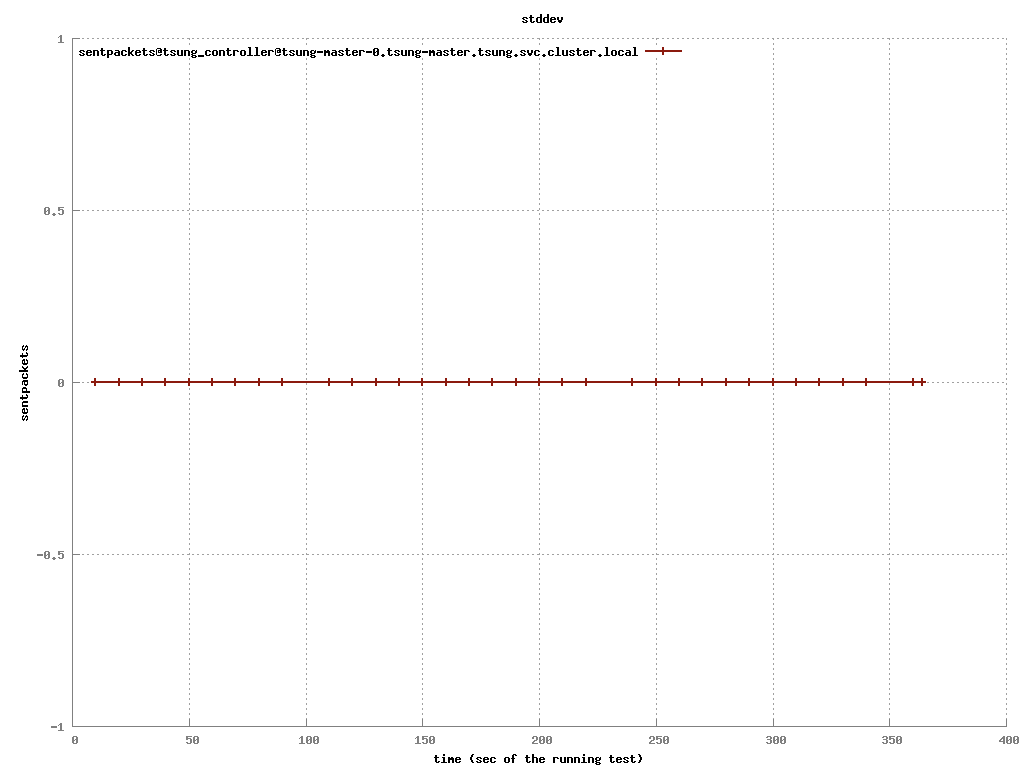 stddev
sentpackets@tsung_controller@tsung-master-0.tsung-master.tsung.svc.cluster.local
1
0.5
0
-0.5
-1
sentpackets
0 50 100 150 200 250 300 350 400
time (sec of the running test)